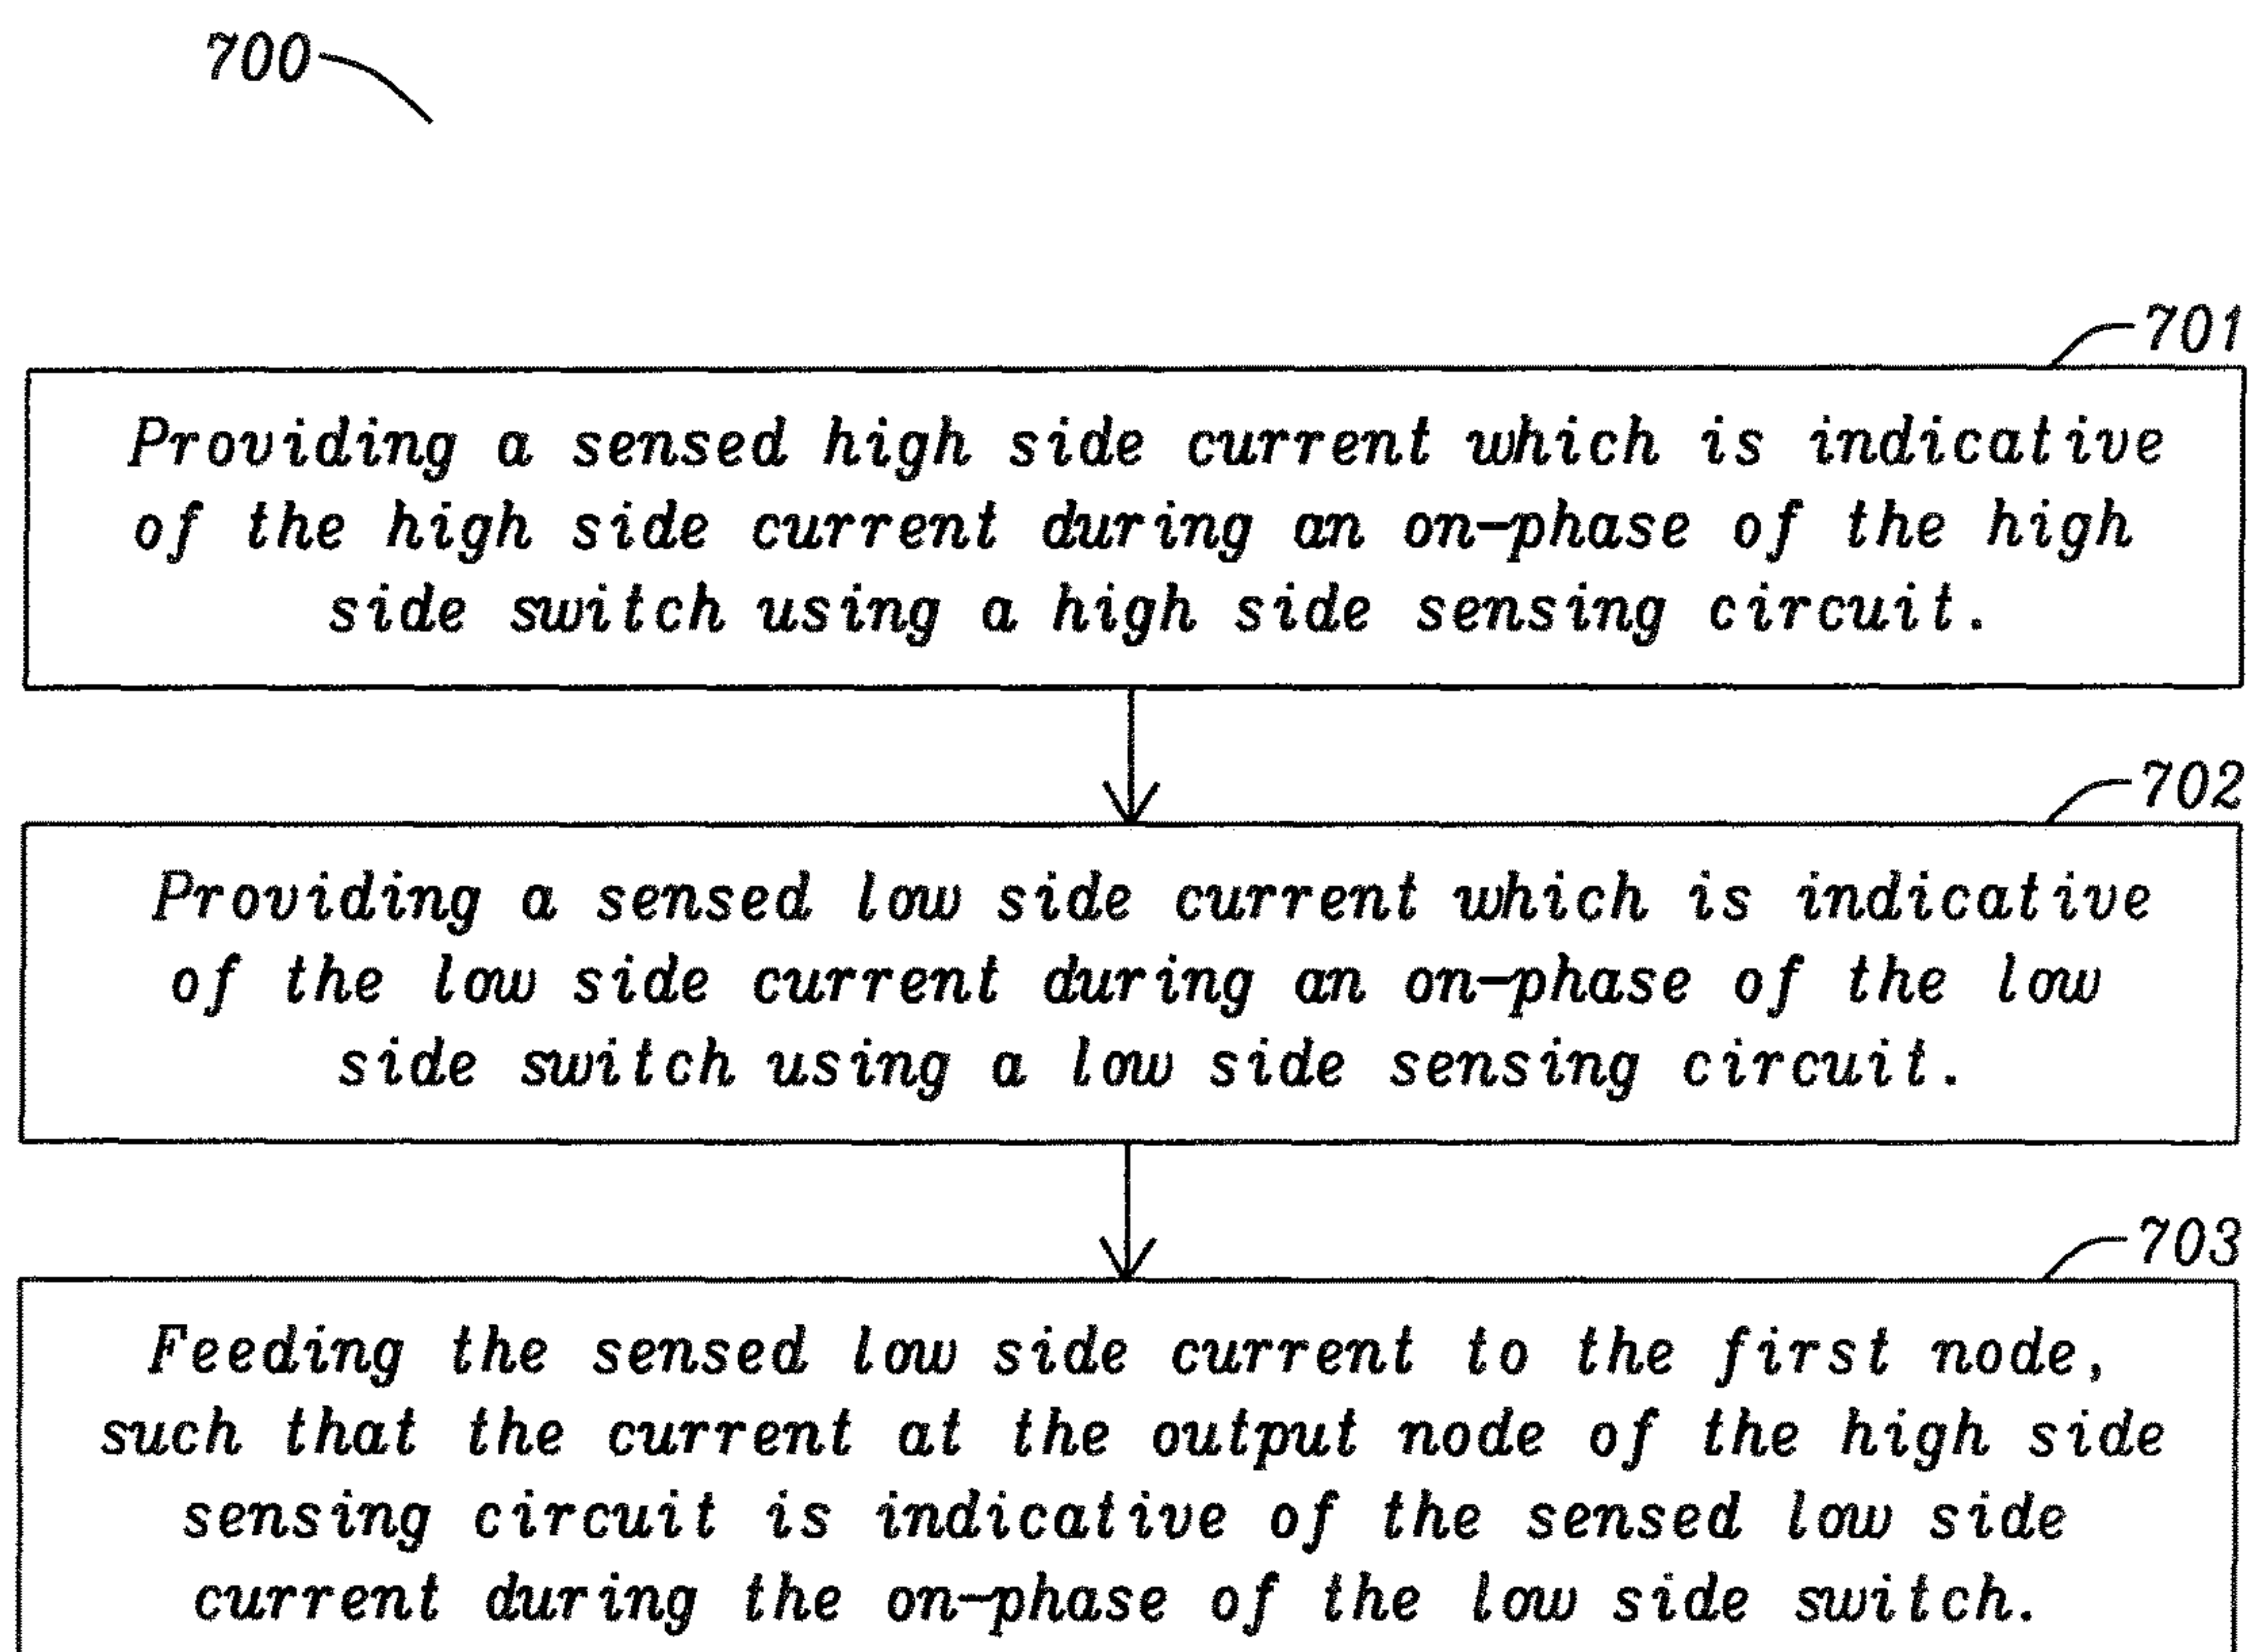 700
701
Providing a sensed high side current which is indicative
of the high side current during an on-phase of the high
side switch using a high side sensing circuit.
702
Providing a sensed low side current which is indicative
of the low side current during an on-phase of the low
side switch using a low side sensing circuit.
703
Feeding the sensed low side current to the first node,
such that the current at the output node of the high side
sensing circuit is indicative of the sensed low side
current during the on-phase of the low side switch.